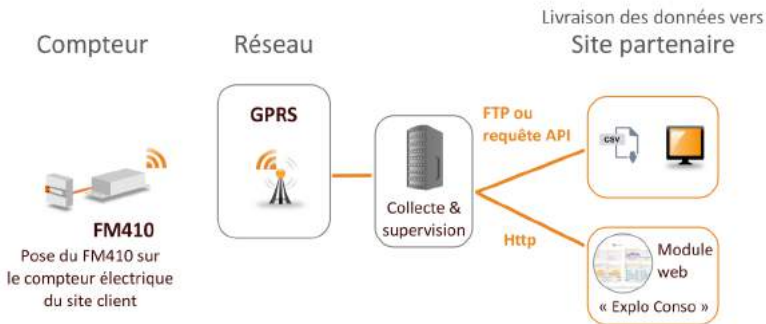 Compteur
Réseau
Livraison des données vers
Site partenaire
FM410
Pose du FM410 sur
le compteur électrique
du site client
GPRS
Collecte &
supervision
FTP ou
requête API
Http
CSV
Module
web
« Explo Conso »